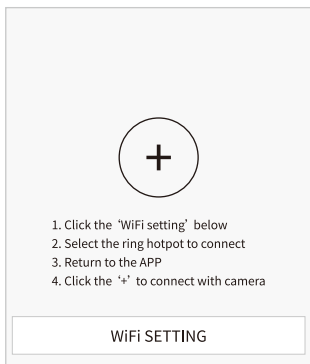 +
1. Click the ‘WiFi setting’ below
2. Select the ring hotpot to connect
3. Return to the APP
4. Click the ‘+’ to connect with camera
WiFi SETTING